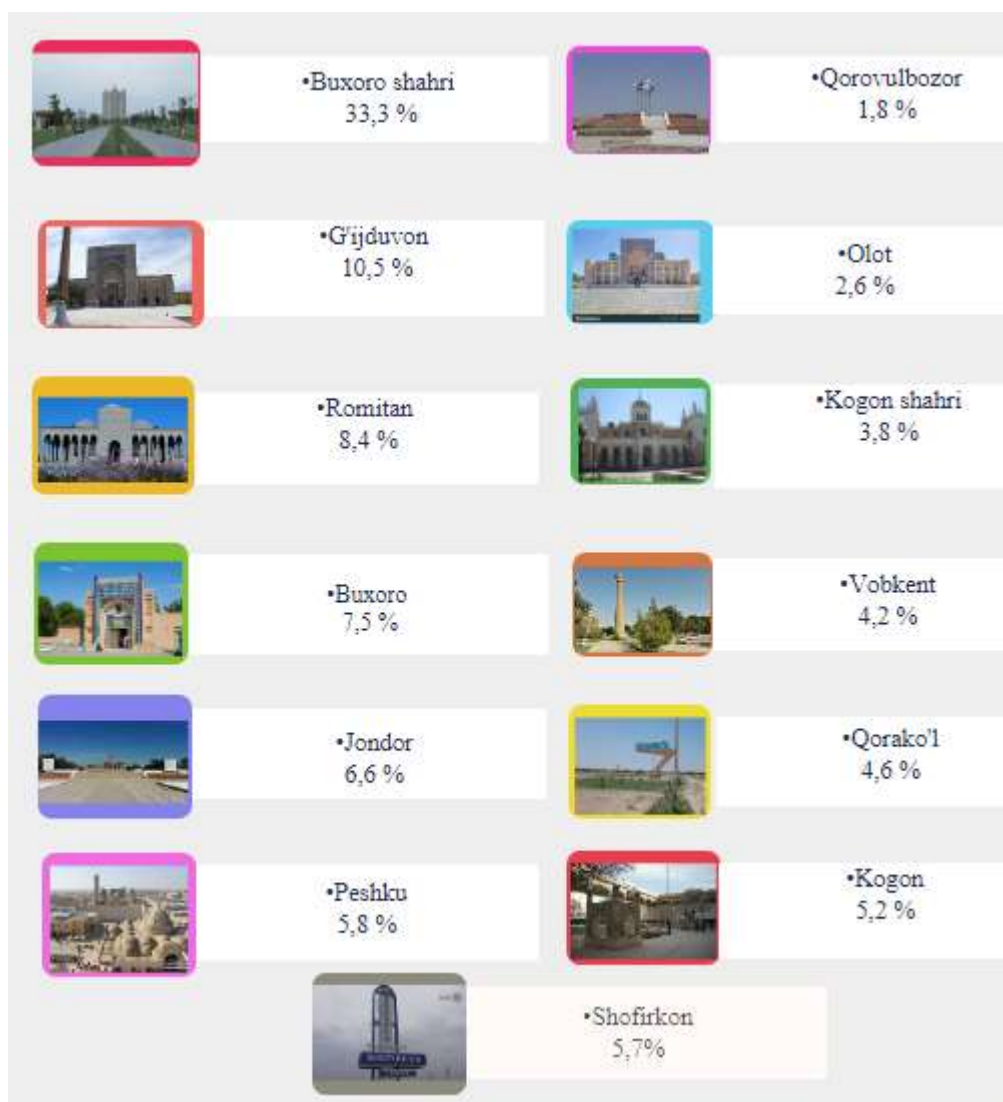 •Buxoro shahri
33,3 %
•Qorovulbozor
1,8 %
•G'ijduvon
10,5 %
•Olot
2,6 %
•Romitan
8,4 %
•Kogon shahri
3,8 %
•Buxoro
7,5 %
•Vobkent
4,2 %
•Jondor
6,6 %
•Qorako'l
4,6 %
•Peshku
5,8 %
•Kogon
5,2 %
•Shofirkon
5,7%